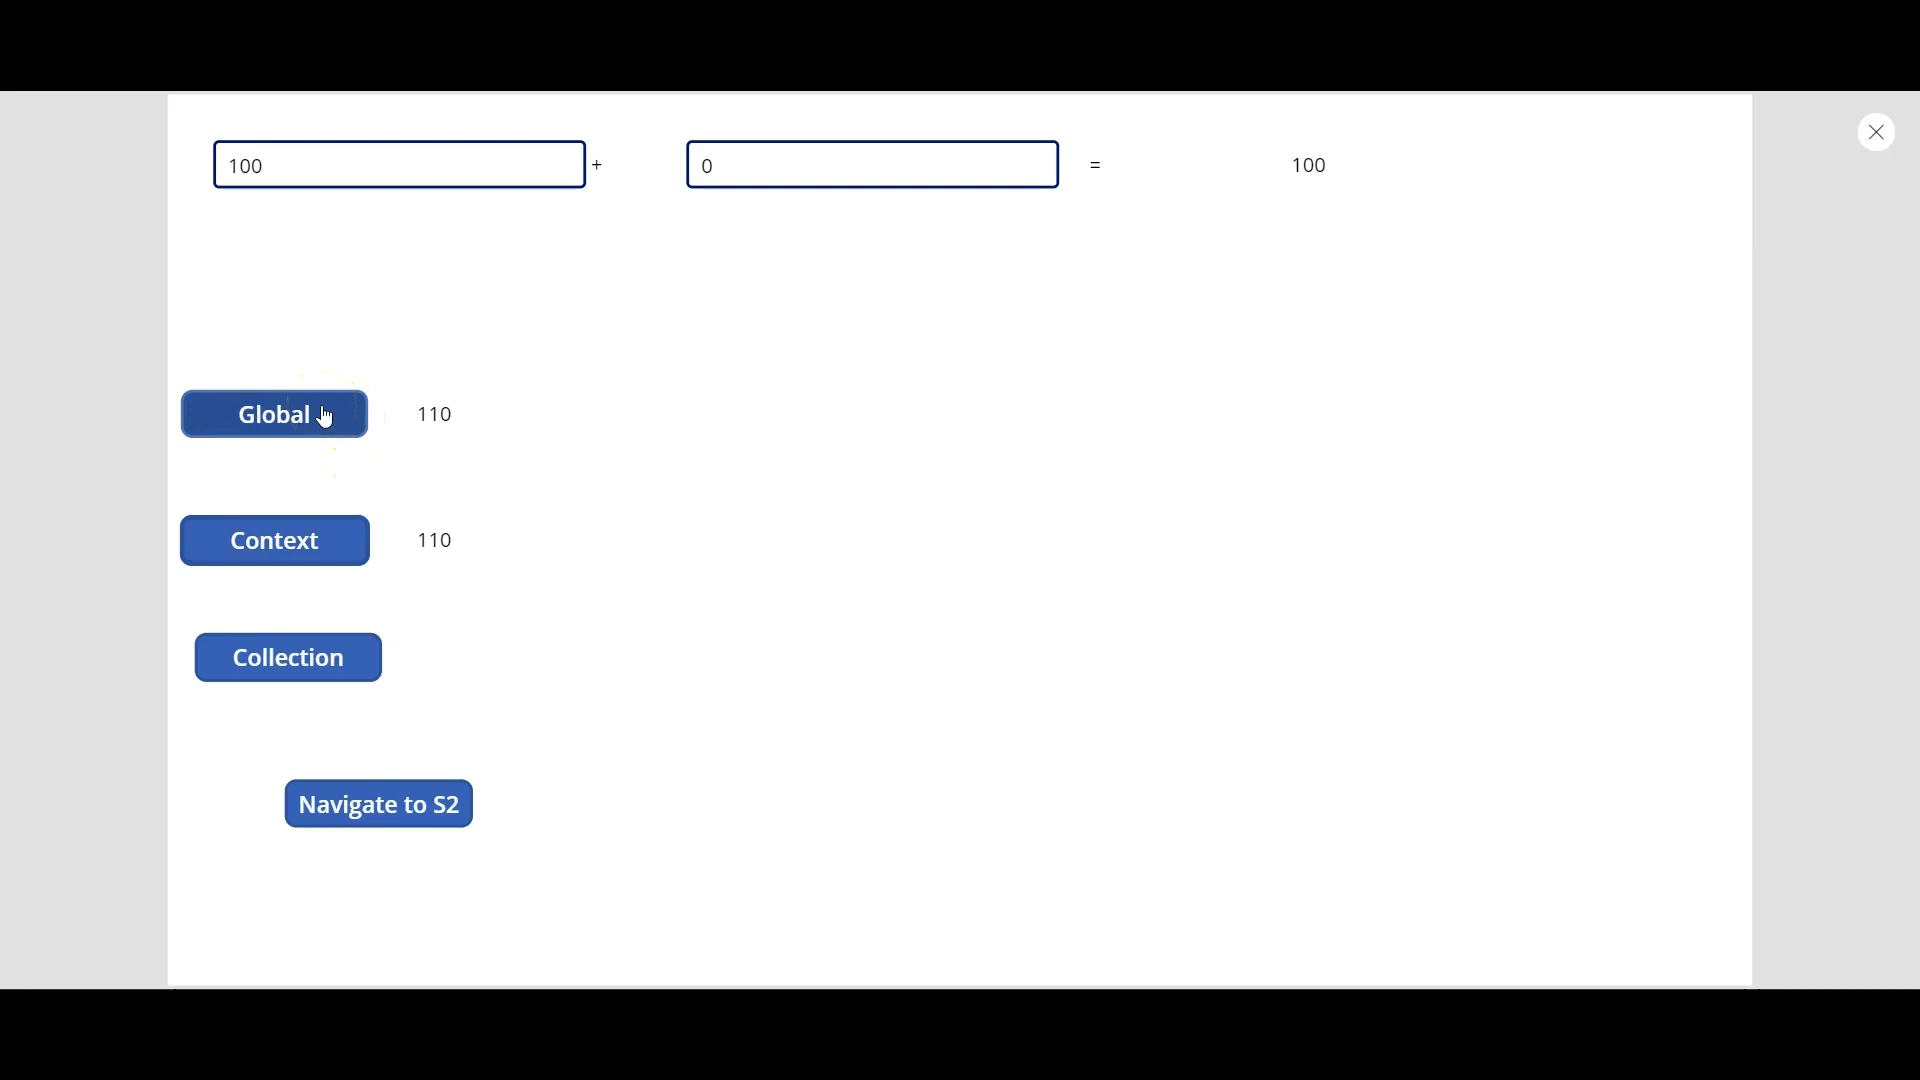 100 + 0 = 100
Global 110
Context 110
Collection
Navigate to S2